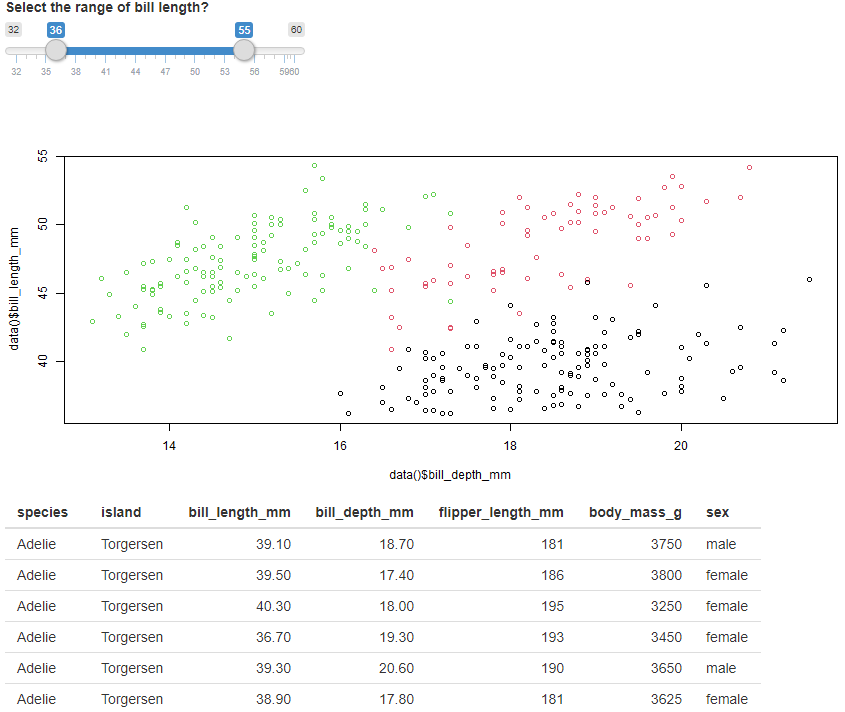 Select the range of bill length?
32 36 55 60
32 35 38 41 44 47 50 53 56 5960
data()$bill_length_mm
55
50
45
40
14 16 18 20
data()$bill_depth_mm
species island bill_length_mm bill_depth_mm flipper_length_mm body_mass_g sex
Adelie Torgersen 39.10 18.70 181 3750 male
Adelie Torgersen 39.50 17.40 186 3800 female
Adelie Torgersen 40.30 18.00 195 3250 female
Adelie Torgersen 36.70 19.30 193 3450 female
Adelie Torgersen 39.30 20.60 190 3650 male
Adelie Torgersen 38.90 17.80 181 3625 female